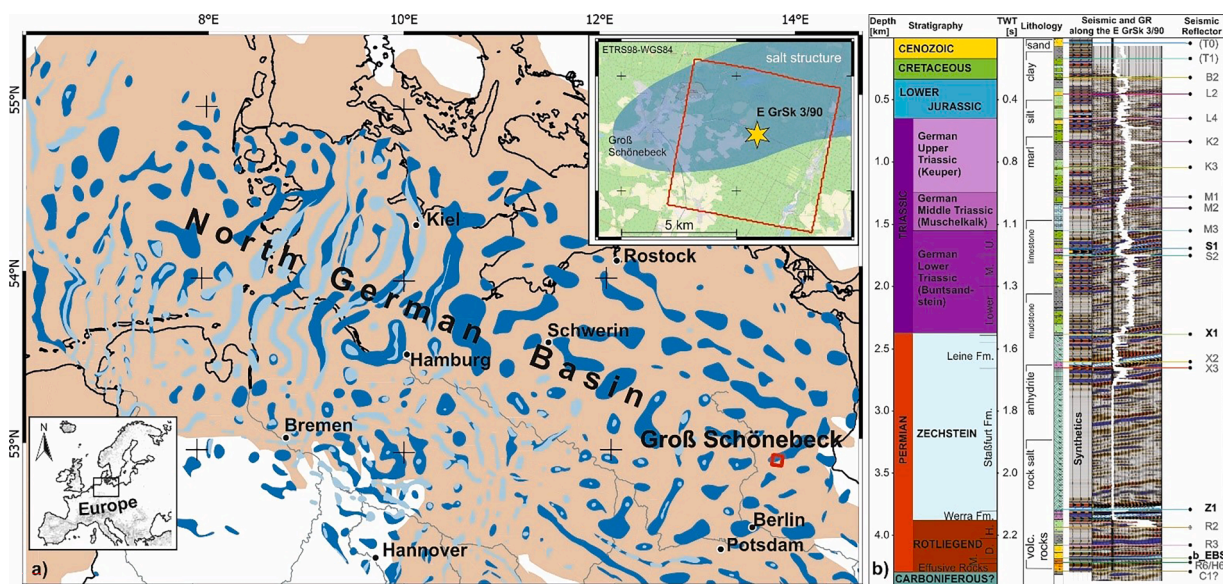 8°E
10°E
12°E
14°E
55°N
54°N
53°N
North German Basin
Kiel
Rostock
Schwerin
Hamburg
Bremen
Groß Schönebeck
Berlin
Potsdam
Hannover
ETRS98-WGS84
salt structure
E GrSk 3/90
Groß
Schönebeck
5 km
N
Europe
a)
Depth
[km]
Stratigraphy
TWT
[s]
Lithology
Seismic and GR
along the E GrSk 3/90
Seismic
Reflector
0.5
1.0
1.5
2.0
2.5
3.0
3.5
4.0
CENOZOIC
CRETACEOUS
LOWER
JURASSIC
TRIASSIC
German
Upper
Triassic
(Keuper)
German
Middle Triassic
(Muschelkalk)
German
Lower
Triassic
(Buntsand-
stein)
Lower
M.
U.
PERMIAN
ZECHSTEIN
Leine Fm.
Staßfurt Fm.
Werra Fm.
ROTLIEGEND
M.
D.
H.
Effusive Rocks
CARBONIFEROUS?
0.4
0.8
1.1
1.3
1.6
1.8
2.0
2.2
sand
clay
silt
marl
limestone
mudstone
anhydrite
rock salt
volc.
rocks
Synthetics
(T0)
(T1)
B2
L2
L4
K2
K3
M1
M2
M3
S1
S2
X1
X2
X3
Z1
R2
R3
b_EBS
R6/H6
C1?
b)